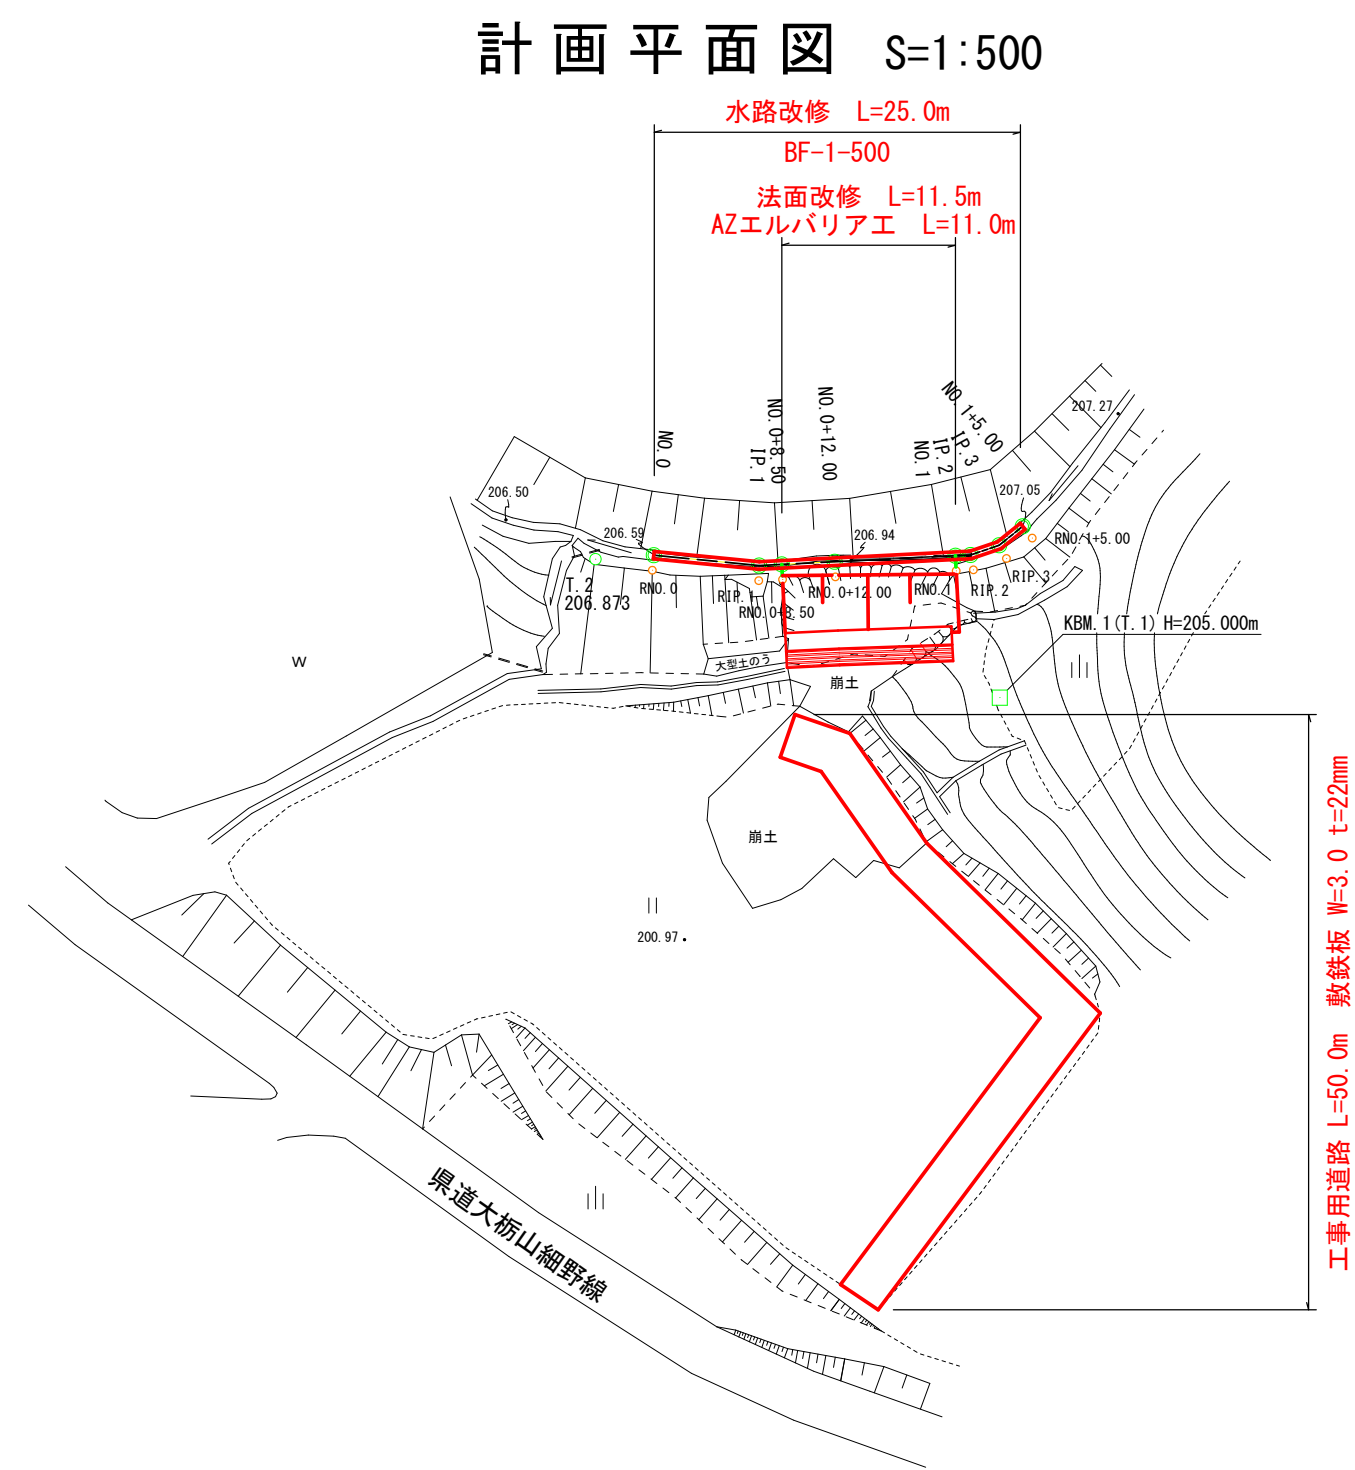 計画平面図 S=1:500
水路改修 L=25.0m
BF-1-500
法面改修 L=11.5m
AZエルバリア工 L=11.0m
NO.0
NO.0+8.50
IP.1
NO.0+12.00
NO.1+5.00
IP.3
IP.2
NO.1
207.27
206.50
207.05
206.59
206.94
RNO.1+5.00
T.2
206.873
RNO.0
RIP.1
RNO.0+8.50
RNO.0+12.00
RNO.1
RIP.2
RIP.3
KBM.1(T.1) H=205.000m
W
大型土のう
崩土
崩土
200.97
県道大栃山細野線
工事用道路 L=50.0m 敷鉄板 W=3.0 t=22mm